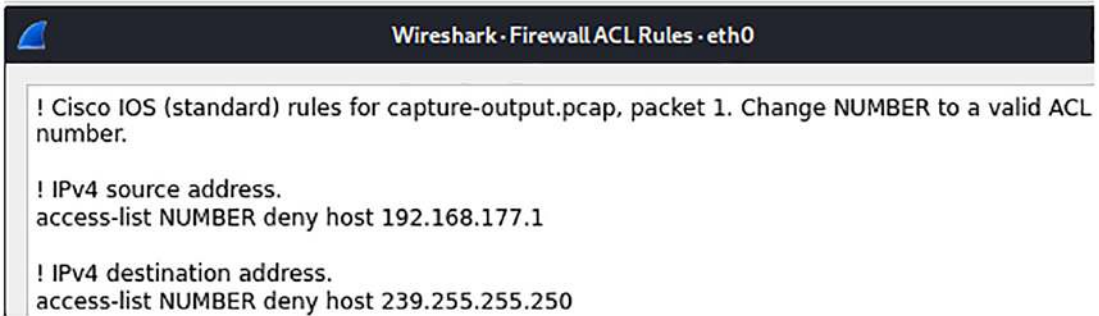 Wireshark · Firewall ACL Rules · eth0
! Cisco IOS (standard) rules for capture-output.pcap, packet 1. Change NUMBER to a valid ACL
number.
! IPv4 source address.
access-list NUMBER deny host 192.168.177.1
! IPv4 destination address.
access-list NUMBER deny host 239.255.255.250